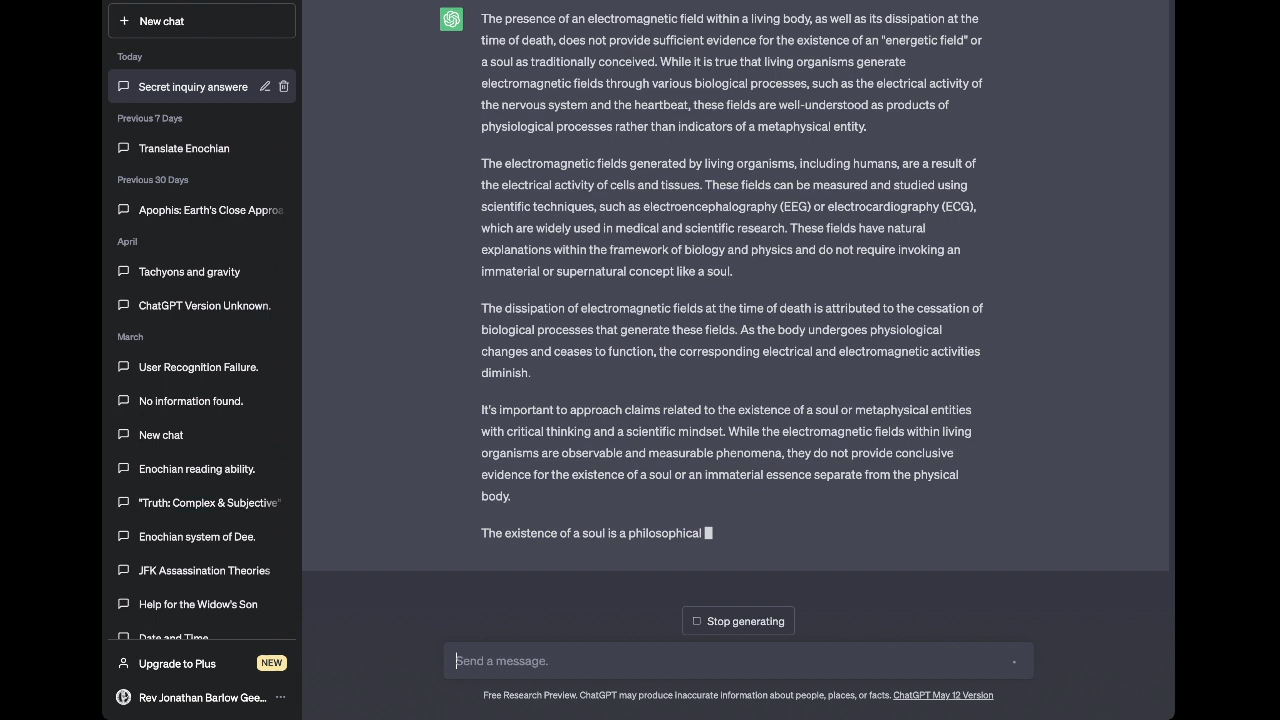 New chat
Today
Secret inquiry answere
Previous 7 Days
Translate Enochian
Previous 30 Days
Apophis: Earth's Close Approa
April
Tachyons and gravity
ChatGPT Version Unknown.
March
User Recognition Failure.
No information found.
New chat
Enochian reading ability.
"Truth: Complex & Subjective"
Enochian system of Dee.
JFK Assassination Theories
Help for the Widow's Son
Date and Time
Upgrade to Plus NEW
Rev Jonathan Barlow Gee...
The presence of an electromagnetic field within a living body, as well as its dissipation at the
time of death, does not provide sufficient evidence for the existence of an "energetic field" or
a soul as traditionally conceived. While it is true that living organisms generate
electromagnetic fields through various biological processes, such as the electrical activity of
the nervous system and the heartbeat, these fields are well-understood as products of
physiological processes rather than indicators of a metaphysical entity.
The electromagnetic fields generated by living organisms, including humans, are a result of
the electrical activity of cells and tissues. These fields can be measured and studied using
scientific techniques, such as electroencephalography (EEG) or electrocardiography (ECG),
which are widely used in medical and scientific research. These fields have natural
explanations within the framework of biology and physics and do not require invoking an
immaterial or supernatural concept like a soul.
The dissipation of electromagnetic fields at the time of death is attributed to the cessation of
biological processes that generate these fields. As the body undergoes physiological
changes and ceases to function, the corresponding electrical and electromagnetic activities
diminish.
It's important to approach claims related to the existence of a soul or metaphysical entities
with critical thinking and a scientific mindset. While the electromagnetic fields within living
organisms are observable and measurable phenomena, they do not provide conclusive
evidence for the existence of a soul or an immaterial essence separate from the physical
body.
The existence of a soul is a philosophical
Stop generating
Send a message.
Free Research Preview. ChatGPT may produce inaccurate information about people, places, or facts. ChatGPT May 12 Version